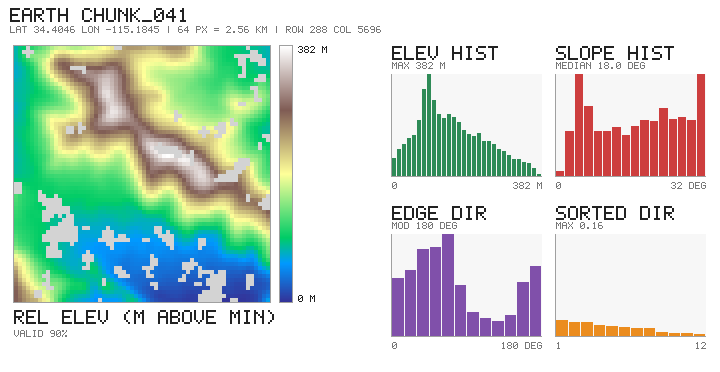 EARTH CHUNK_041
LAT 34.4046 LON -115.1845 | 64 PX = 2.56 KM | ROW 288 COL 5696
382 M
0 M
REL ELEV (M ABOVE MIN)
VALID 90%
ELEV HIST
MAX 382 M
0 382 M
SLOPE HIST
MEDIAN 18.0 DEG
0 32 DEG
EDGE DIR
MOD 180 DEG
0 180 DEG
SORTED DIR
MAX 0.16
1 12